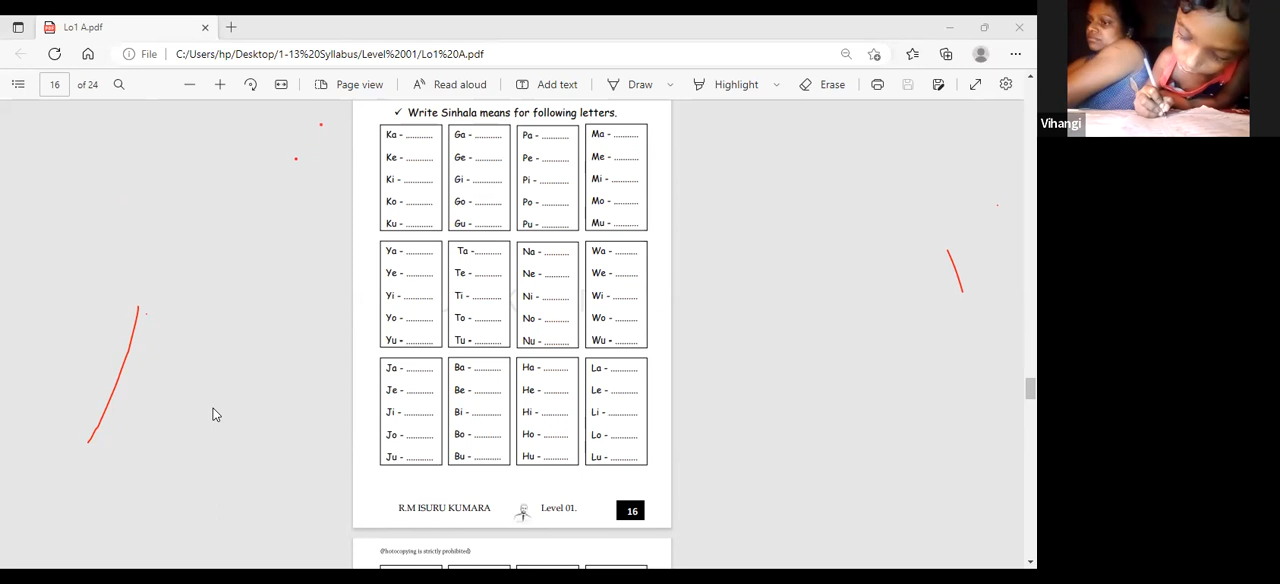 Lo1 A.pdf
File C:/Users/hp/Desktop/1-13%20Syllabus/Level%2001/Lo1%20A.pdf
16 of 24 Page view Read aloud Add text Draw Highlight Erase
✓ Write Sinhala means for following letters.
Ka - ............ Ga - ............ Pa - ............ Ma - ............
Ke - ............ Ge - ............ Pe - ............ Me - ............
Ki - ............ Gi - ............ Pi - ............ Mi - ............
Ko - ............ Go - ............ Po - ............ Mo - ............
Ku - ............ Gu - ............ Pu - ............ Mu - ............
Ya - ............ Ta - ............ Na - ............ Wa - ............
Ye - ............ Te - ............ Ne - ............ We - ............
Yi - ............ Ti - ............ Ni - ............ Wi - ............
Yo - ............ To - ............ No - ............ Wo - ............
Yu - ............ Tu - ............ Nu - ............ Wu - ............
Ja - ............ Ba - ............ Ha - ............ La - ............
Je - ............ Be - ............ He - ............ Le - ............
Ji - ............ Bi - ............ Hi - ............ Li - ............
Jo - ............ Bo - ............ Ho - ............ Lo - ............
Ju - ............ Bu - ............ Hu - ............ Lu - ............
R.M ISURU KUMARA Level 01. 16
(Photocopying is strictly prohibited)
Vihangi